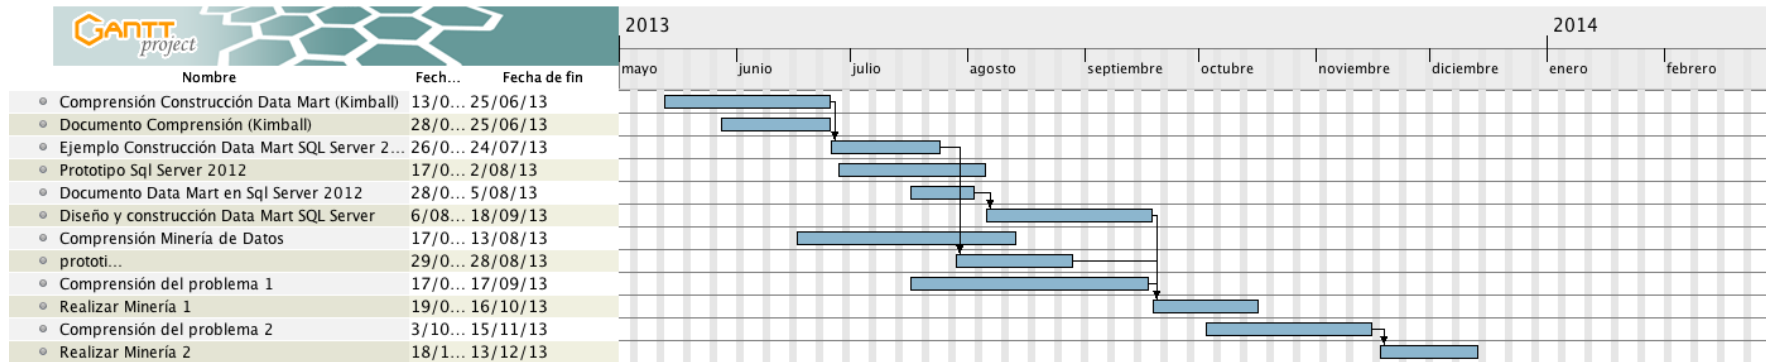 GANTT
project
2013
2014
mayo junio julio agosto septiembre octubre noviembre diciembre enero febrero
Nombre Fech... Fecha de fin
Comprensión Construcción Data Mart (Kimball) 13/0... 25/06/13
Documento Comprensión (Kimball) 28/0... 25/06/13
Ejemplo Construcción Data Mart SQL Server 2... 26/0... 24/07/13
Prototipo Sql Server 2012 17/0... 2/08/13
Documento Data Mart en Sql Server 2012 28/0... 5/08/13
Diseño y construcción Data Mart SQL Server 6/08... 18/09/13
Comprensión Minería de Datos 17/0... 13/08/13
prototi... 29/0... 28/08/13
Comprensión del problema 1 17/0... 17/09/13
Realizar Minería 1 19/0... 16/10/13
Comprensión del problema 2 3/10... 15/11/13
Realizar Minería 2 18/1... 13/12/13